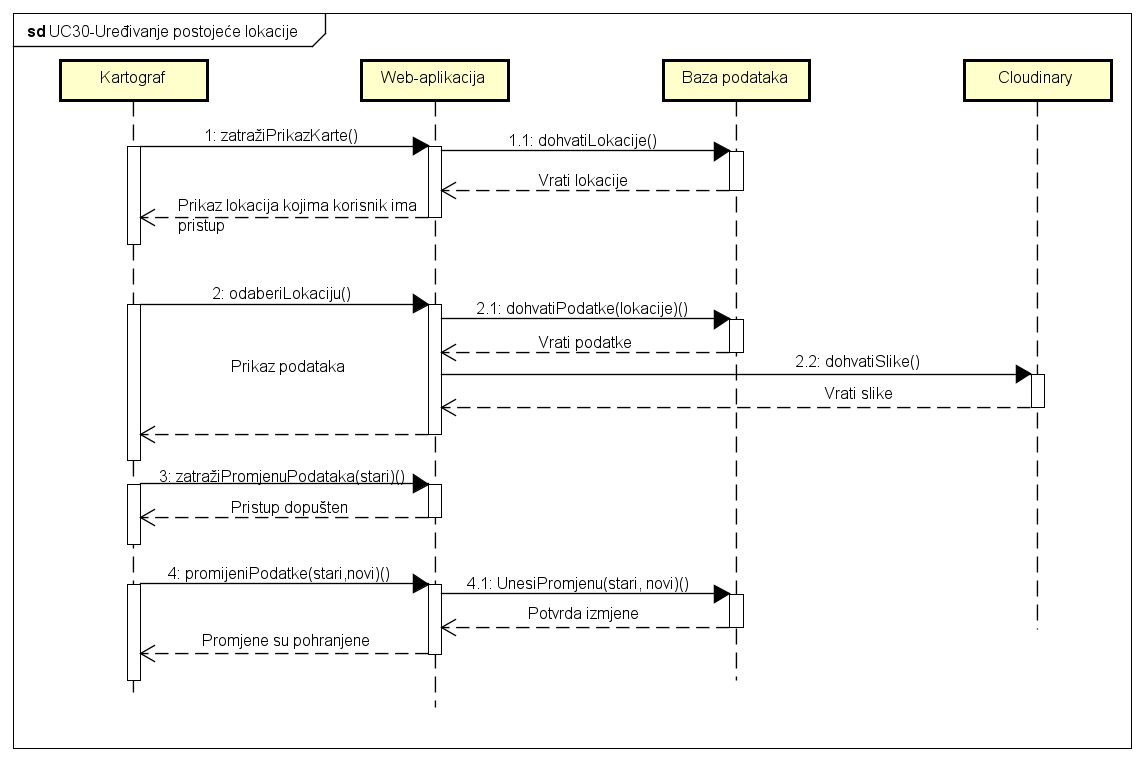 sd UC30-Uređivanje postojeće lokacije
Kartograf
Web-aplikacija
Baza podataka
Cloudinary
1: zatražiPrikazKarte()
1.1: dohvatiLokacije()
Vrati lokacije
Prikaz lokacija kojima korisnik ima
pristup
2: odaberiLokaciju()
2.1: dohvatiPodatke(lokacije)()
Vrati podatke
Prikaz podataka
2.2: dohvatiSlike()
Vrati slike
3: zatražiPromjenuPodataka(stari)()
Pristup dopušten
4: promijeniPodatke(stari,novi)()
4.1: UnesiPromjenu(stari, novi)()
Potvrda izmjene
Promjene su pohranjene